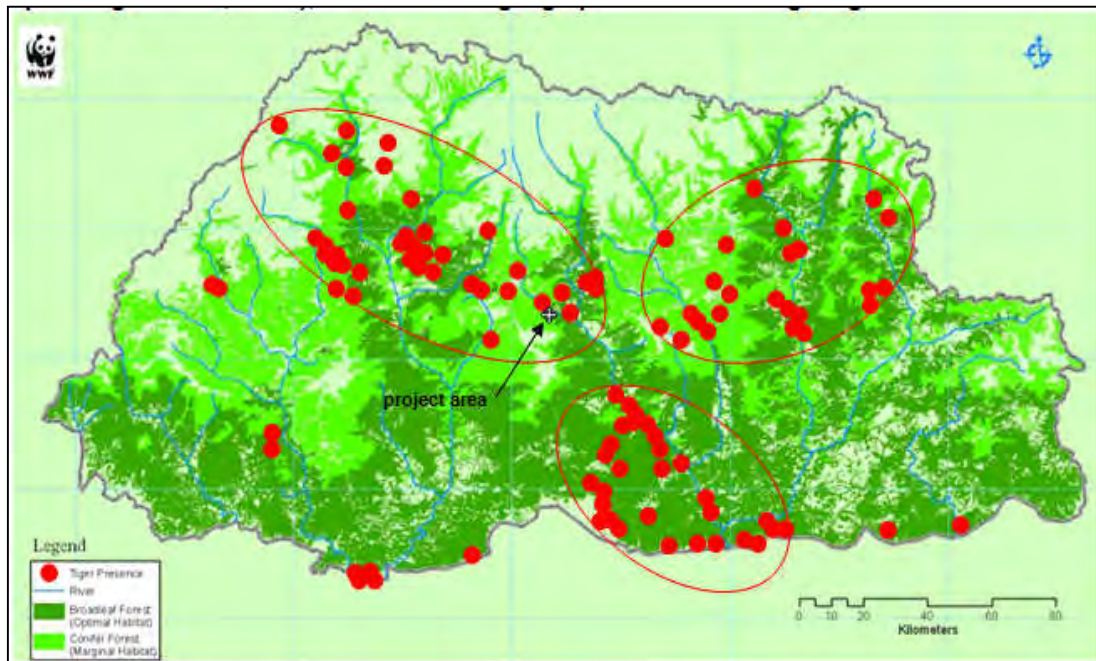 WWF
project area
Legend
Tiger Presence
River
Broadleaf Forest
(Optimal Habitat)
Conifer Forest
(Marginal Habitat)
0 5 10 20 40 60 80
Kilometers